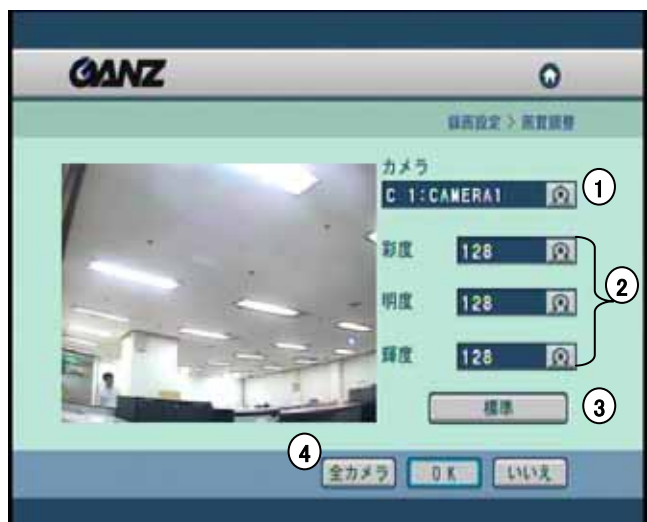 GANZ
録画設定 > 画質調整
カメラ
C 1:CAMERA1
1
彩度 128
明度 128
2
輝度 128
標準
3
4
全カメラ
OK
いいえ